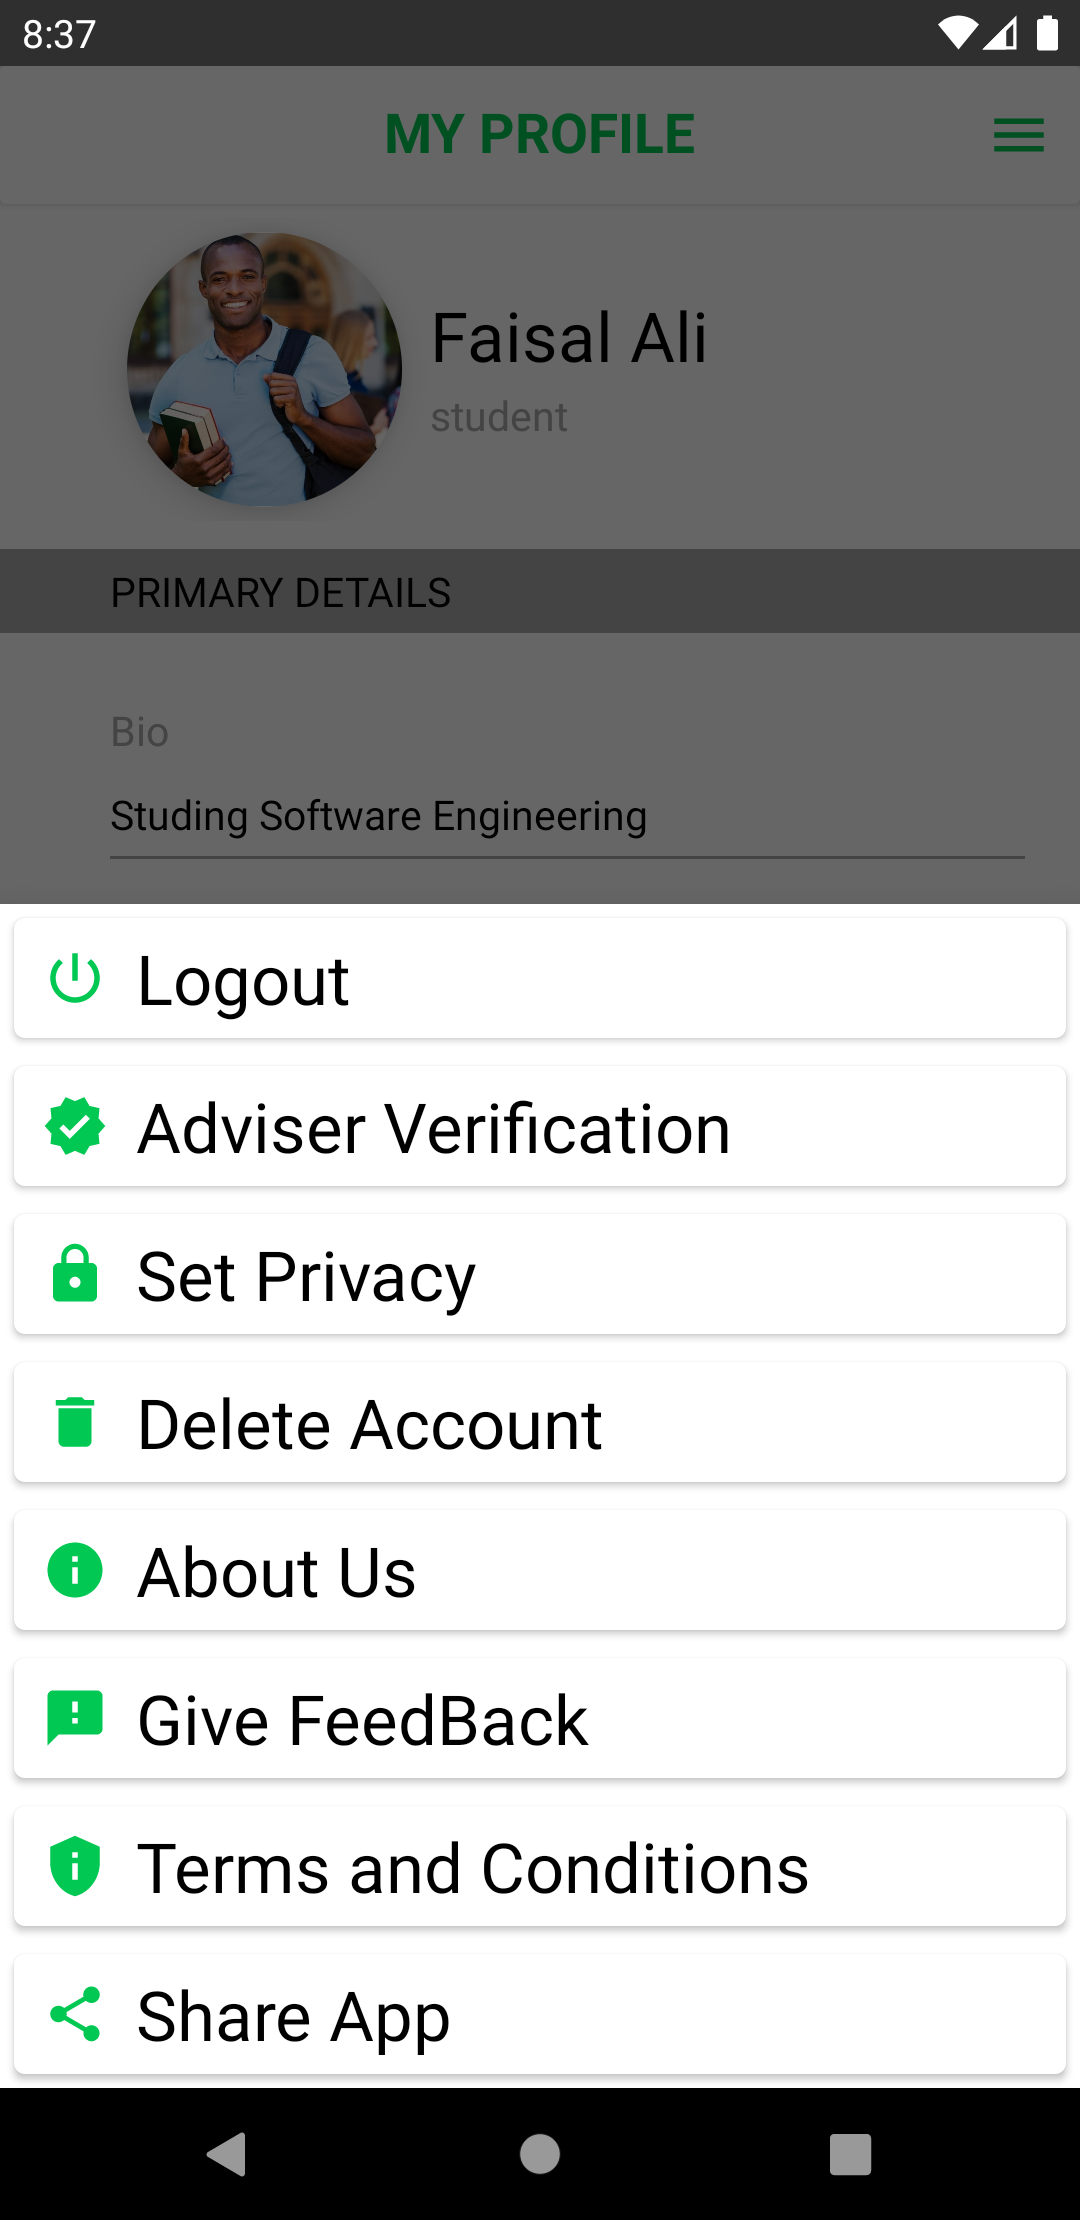 8:37
MY PROFILE
Faisal Ali
student
PRIMARY DETAILS
Bio
Studing Software Engineering
Logout
Adviser Verification
Set Privacy
Delete Account
About Us
Give FeedBack
Terms and Conditions
Share App